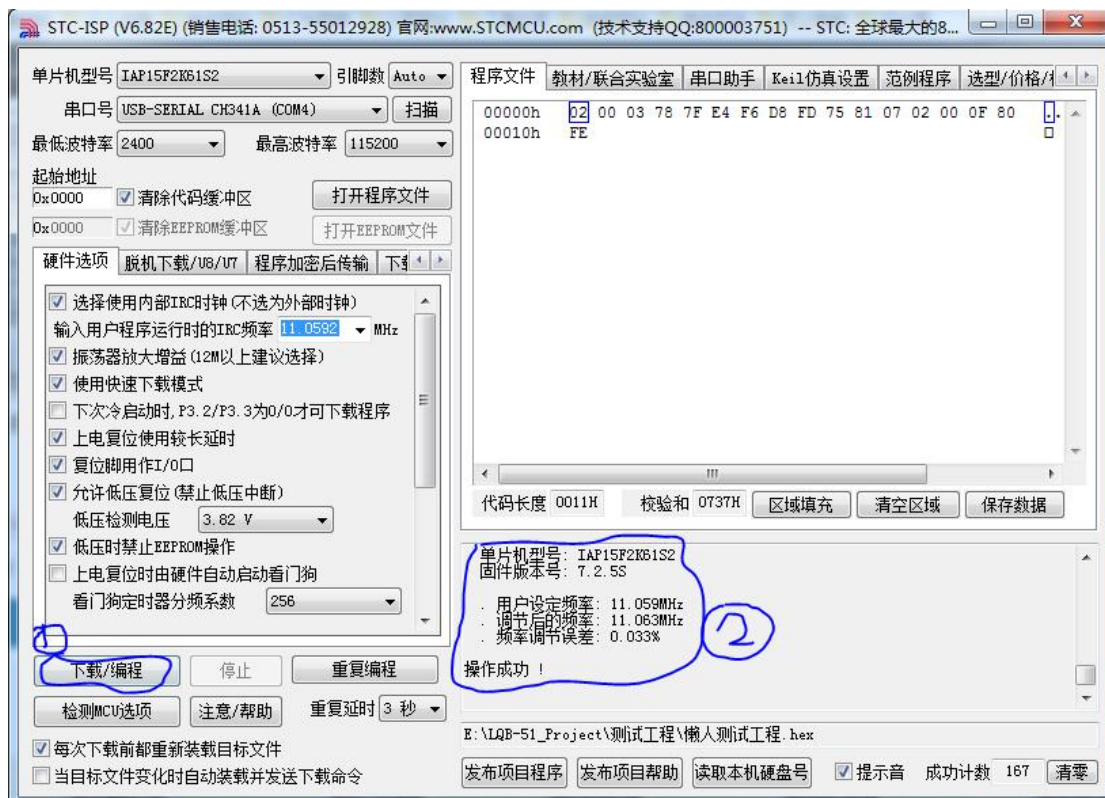 STC-ISP (V6.82E) (销售电话: 0513-55012928) 官网:www.STCMCU.com (技术支持QQ:800003751) -- STC: 全球最大的8...
单片机型号 IAP15F2K61S2 引脚数 Auto
串口号 USB-SERIAL CH341A (COM4) 扫描
最低波特率 2400 最高波特率 115200
起始地址
0x0000 清除代码缓冲区 打开程序文件
0x0000 清除EEPROM缓冲区 打开EEPROM文件
硬件选项 脱机下载/U8/U7 程序加密后传输
选择使用内部IRC时钟(不选为外部时钟)
输入用户程序运行时的IRC频率 11.0592 MHz
振荡器放大增益(12M以上建议选择)
使用快速下载模式
下次冷启动时,P3.2/P3.3为0/0才可下载程序
上电复位使用较长延时
复位脚用作I/O口
允许低压复位(禁止低压中断)
低压检测电压 3.82 V
低压时禁止EEPROM操作
上电复位时由硬件自动启动看门狗
看门狗定时器分频系数 256
1
下载/编程 停止 重复编程
检测MCU选项 注意/帮助 重复延时 3 秒
每次下载前都重新装载目标文件
当目标文件变化时自动装载并发送下载命令
程序文件 教材/联合实验室 串口助手 Keil仿真设置 范例程序 选型/价格/
00000h 02 00 03 78 7F E4 F6 D8 FD 75 81 07 02 00 0F 80 ..
00010h FE
代码长度 0011H 校验和 0737H 区域填充 清空区域 保存数据
单片机型号: IAP15F2K61S2
固件版本号: 7.2.5S
. 用户设定频率: 11.059MHz
. 调节后的频率: 11.063MHz
. 频率调节误差: 0.033%
2
操作成功 !
E:\LQB-51_Project\测试工程\懒人测试工程.hex
发布项目程序 发布项目帮助 读取本机硬盘号 提示音 成功计数 167 清零